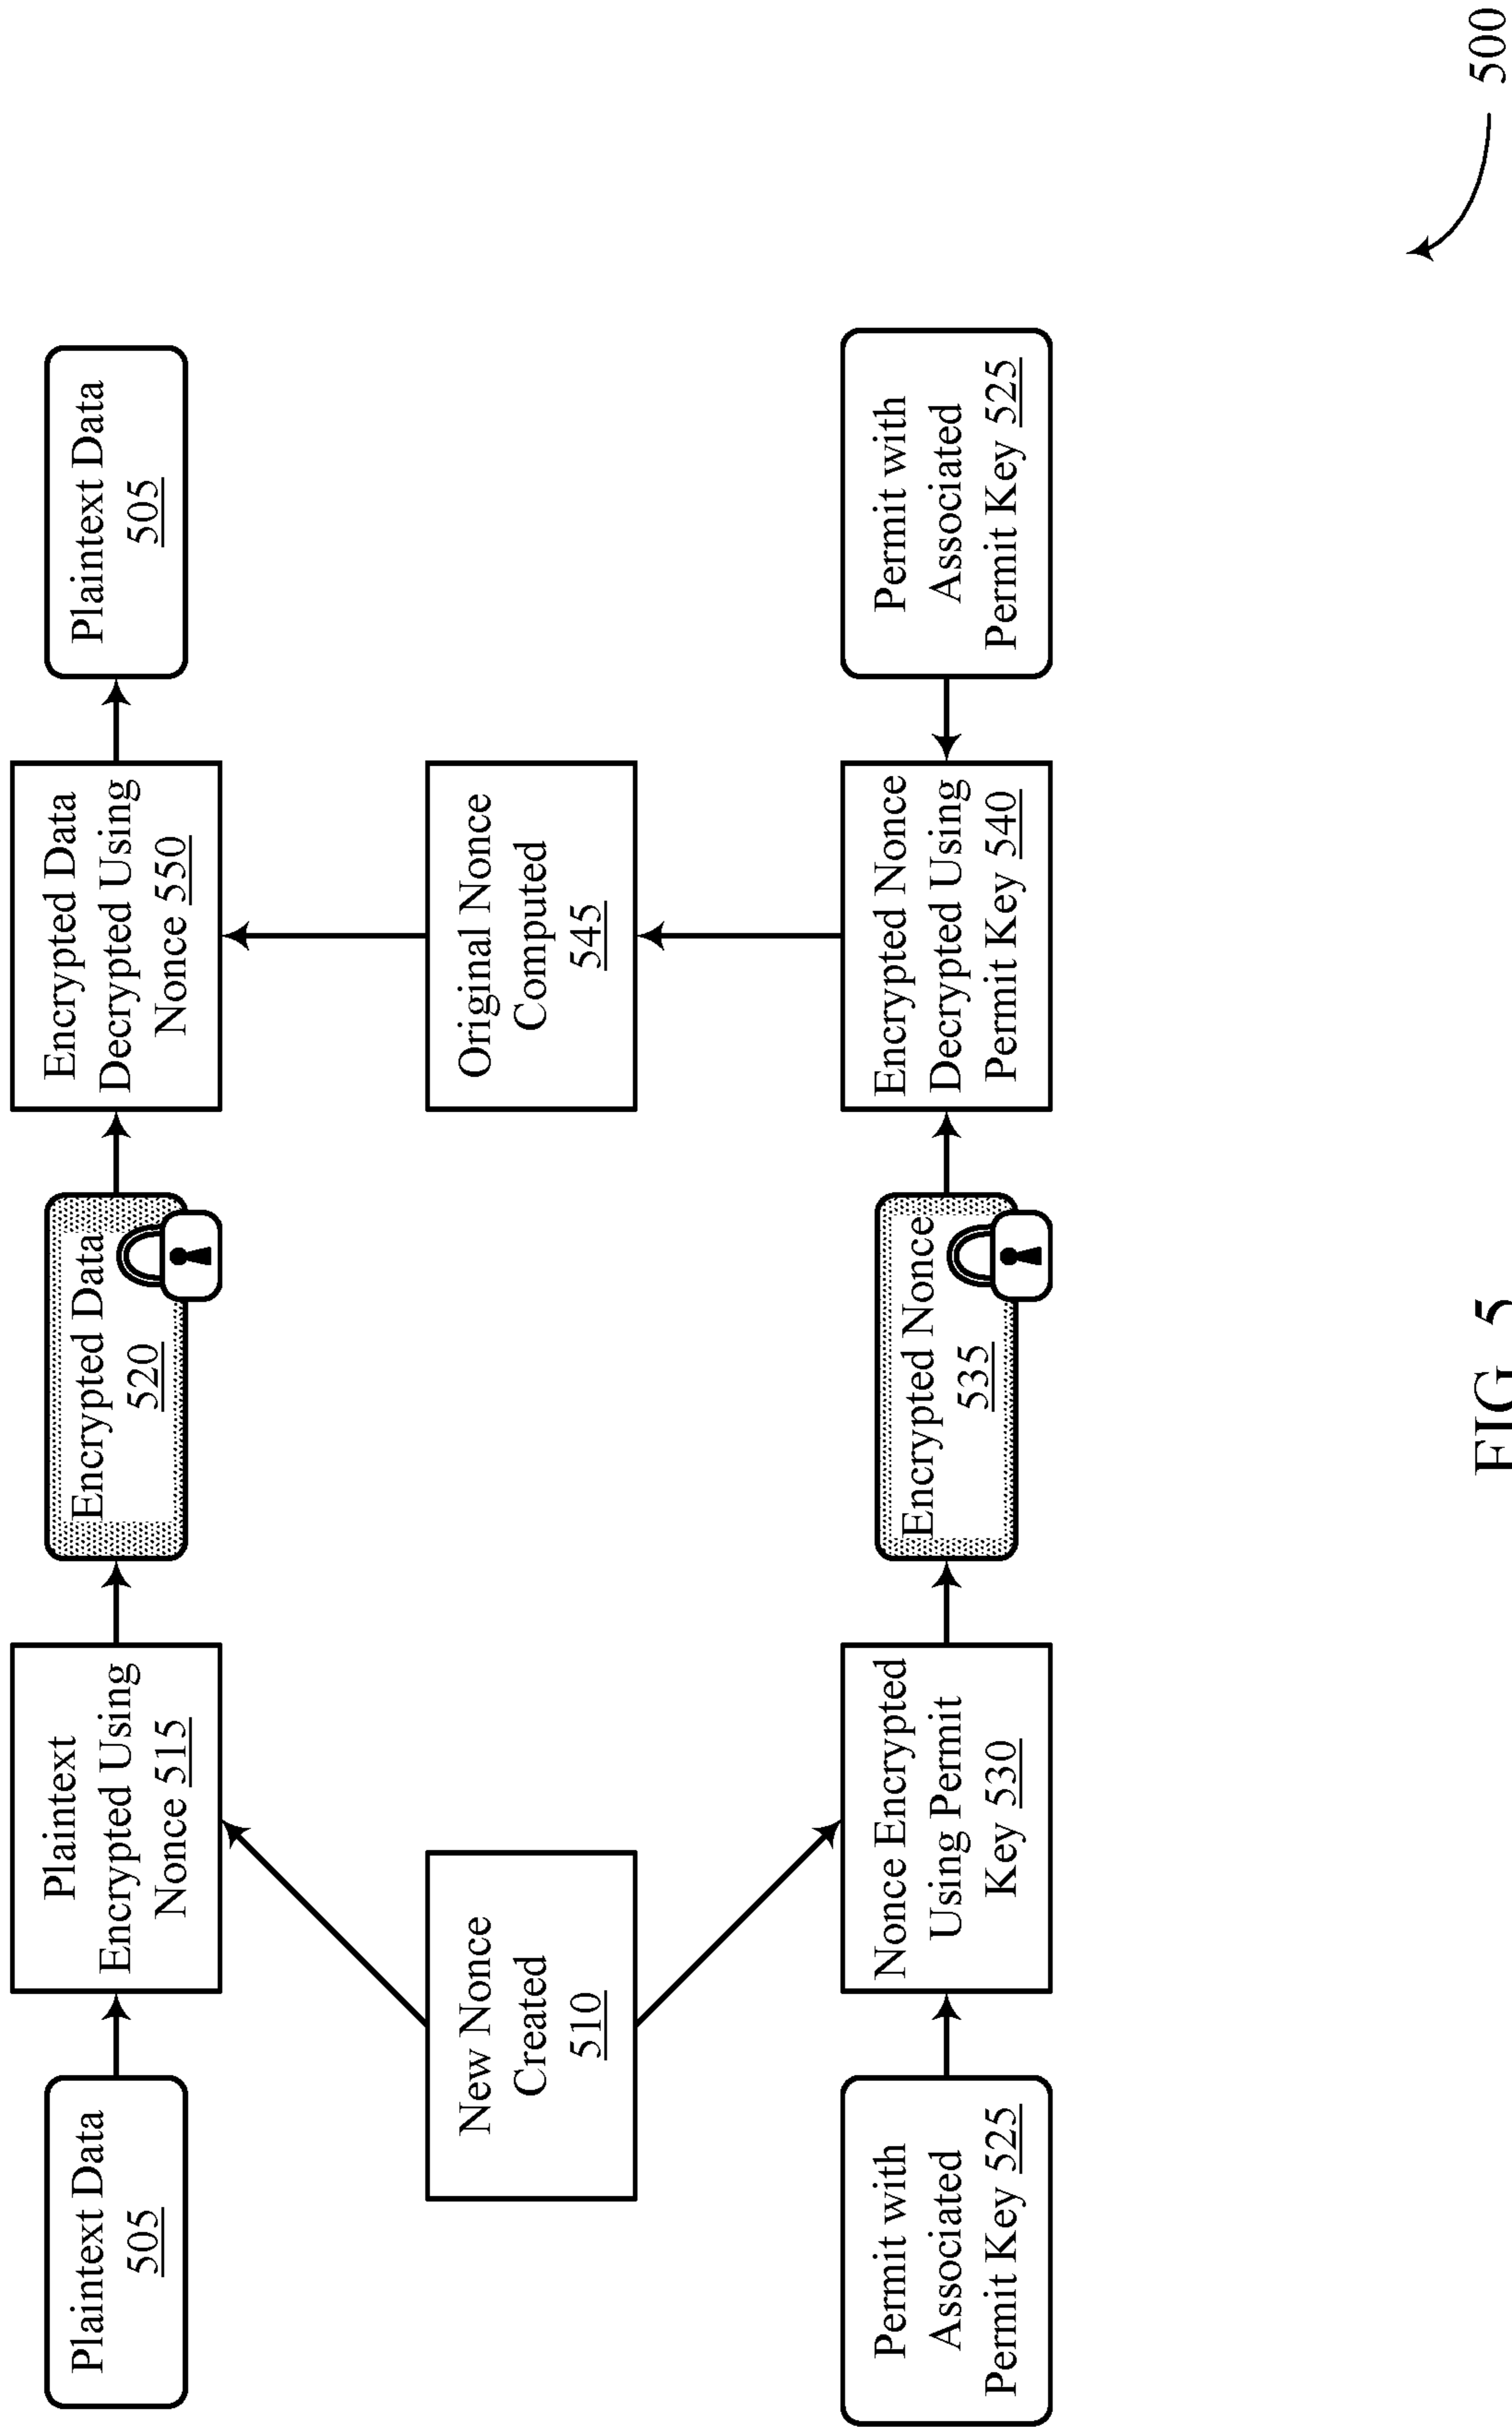 Plaintext Data
505
Plaintext
Encrypted Using
Nonce 515
Encrypted Data
520
Encrypted Data
Decrypted Using
Nonce 550
Plaintext Data
505
New Nonce
Created
510
Original Nonce
Computed
545
Permit with
Associated
Permit Key 525
Nonce Encrypted
Using Permit
Key 530
Encrypted Nonce
535
Encrypted Nonce
Decrypted Using
Permit Key 540
Permit with
Associated
Permit Key 525
500
FIG. 5